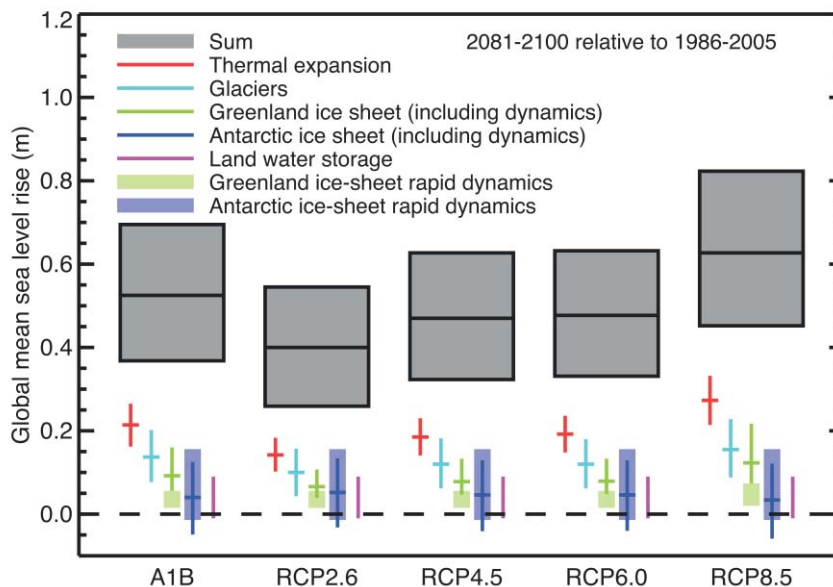 2081-2100 relative to 1986-2005
Sum
Thermal expansion
Glaciers
Greenland ice sheet (including dynamics)
Antarctic ice sheet (including dynamics)
Land water storage
Greenland ice-sheet rapid dynamics
Antarctic ice-sheet rapid dynamics
Global mean sea level rise (m)
1.2
1.0
0.8
0.6
0.4
0.2
0.0
A1B RCP2.6 RCP4.5 RCP6.0 RCP8.5